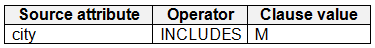 Source attribute Operator Clause value
city INCLUDES M